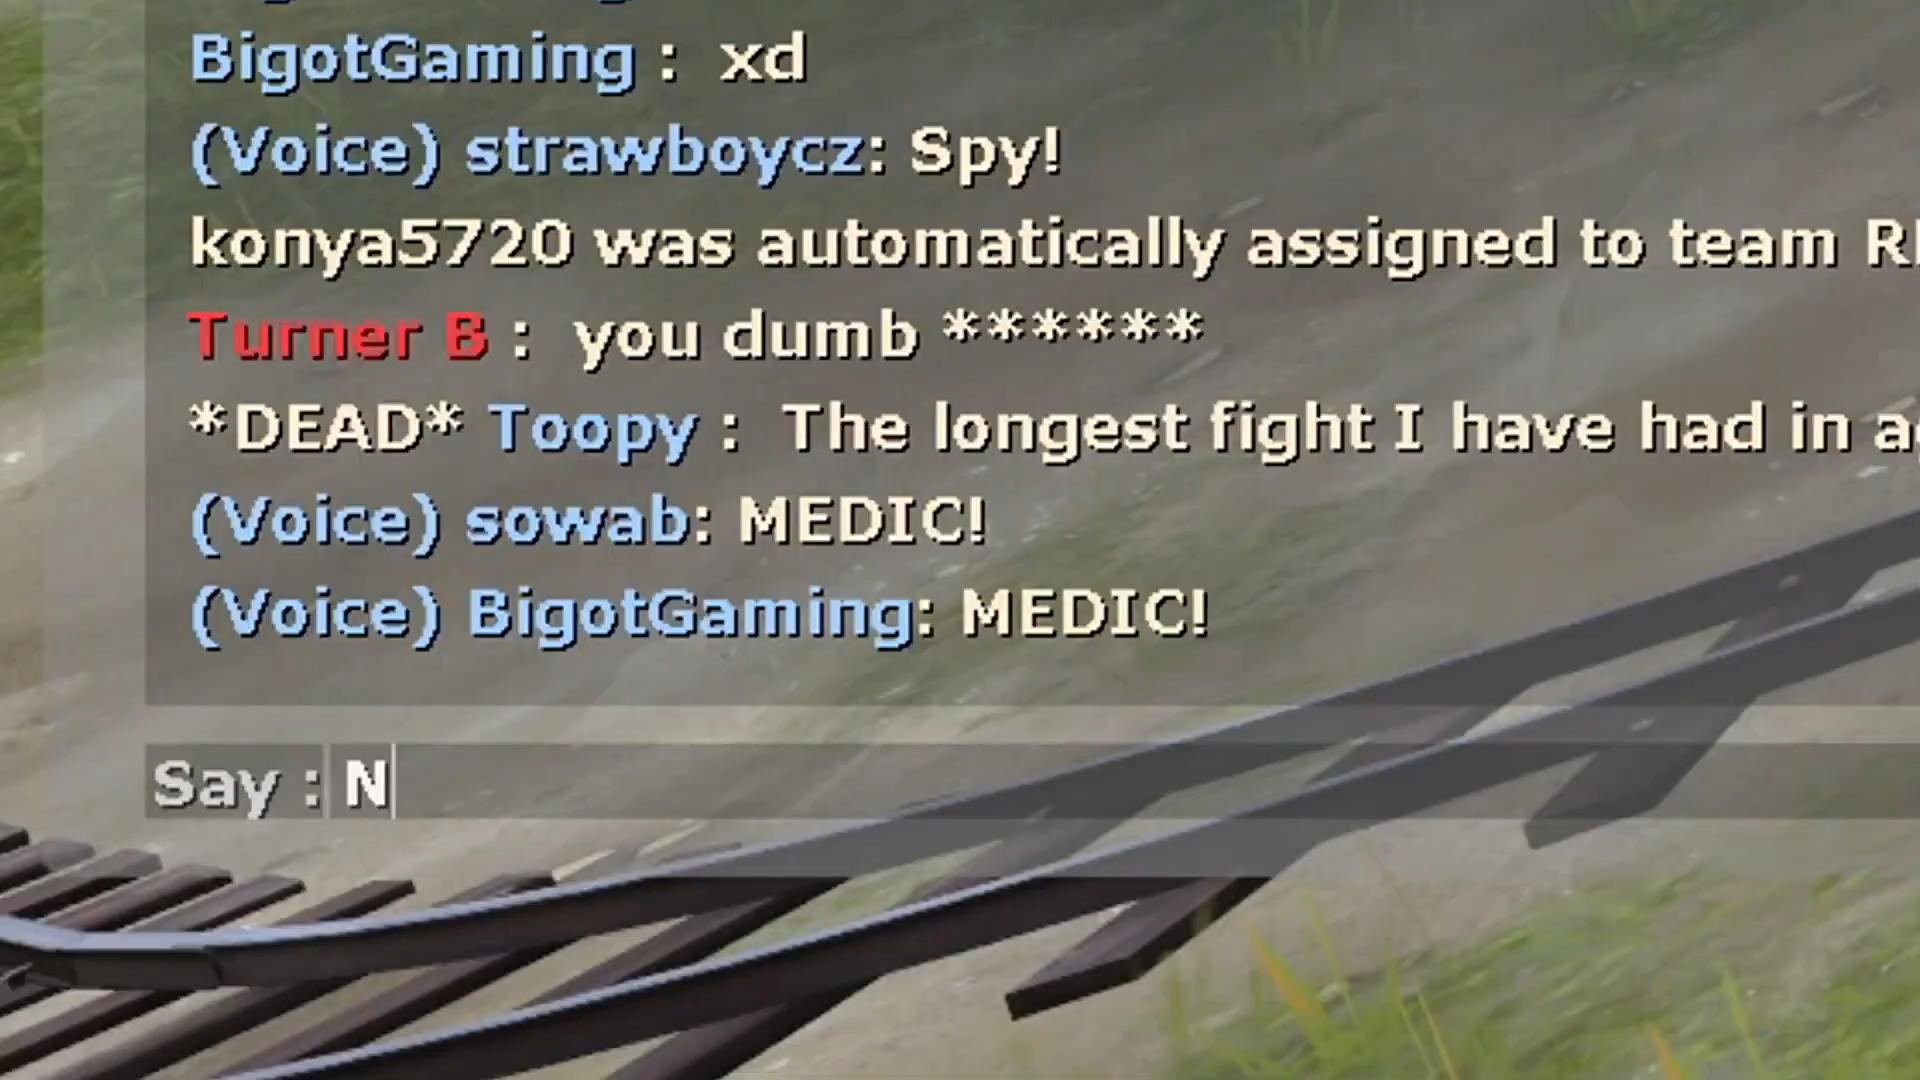 BigotGaming :  xd
(Voice) strawboycz: Spy!
konya5720 was automatically assigned to team
Turner B :  you dumb ******
*DEAD* Toopy :  The longest fight I have had in
(Voice) sowab: MEDIC!
(Voice) BigotGaming: MEDIC!
Say : N